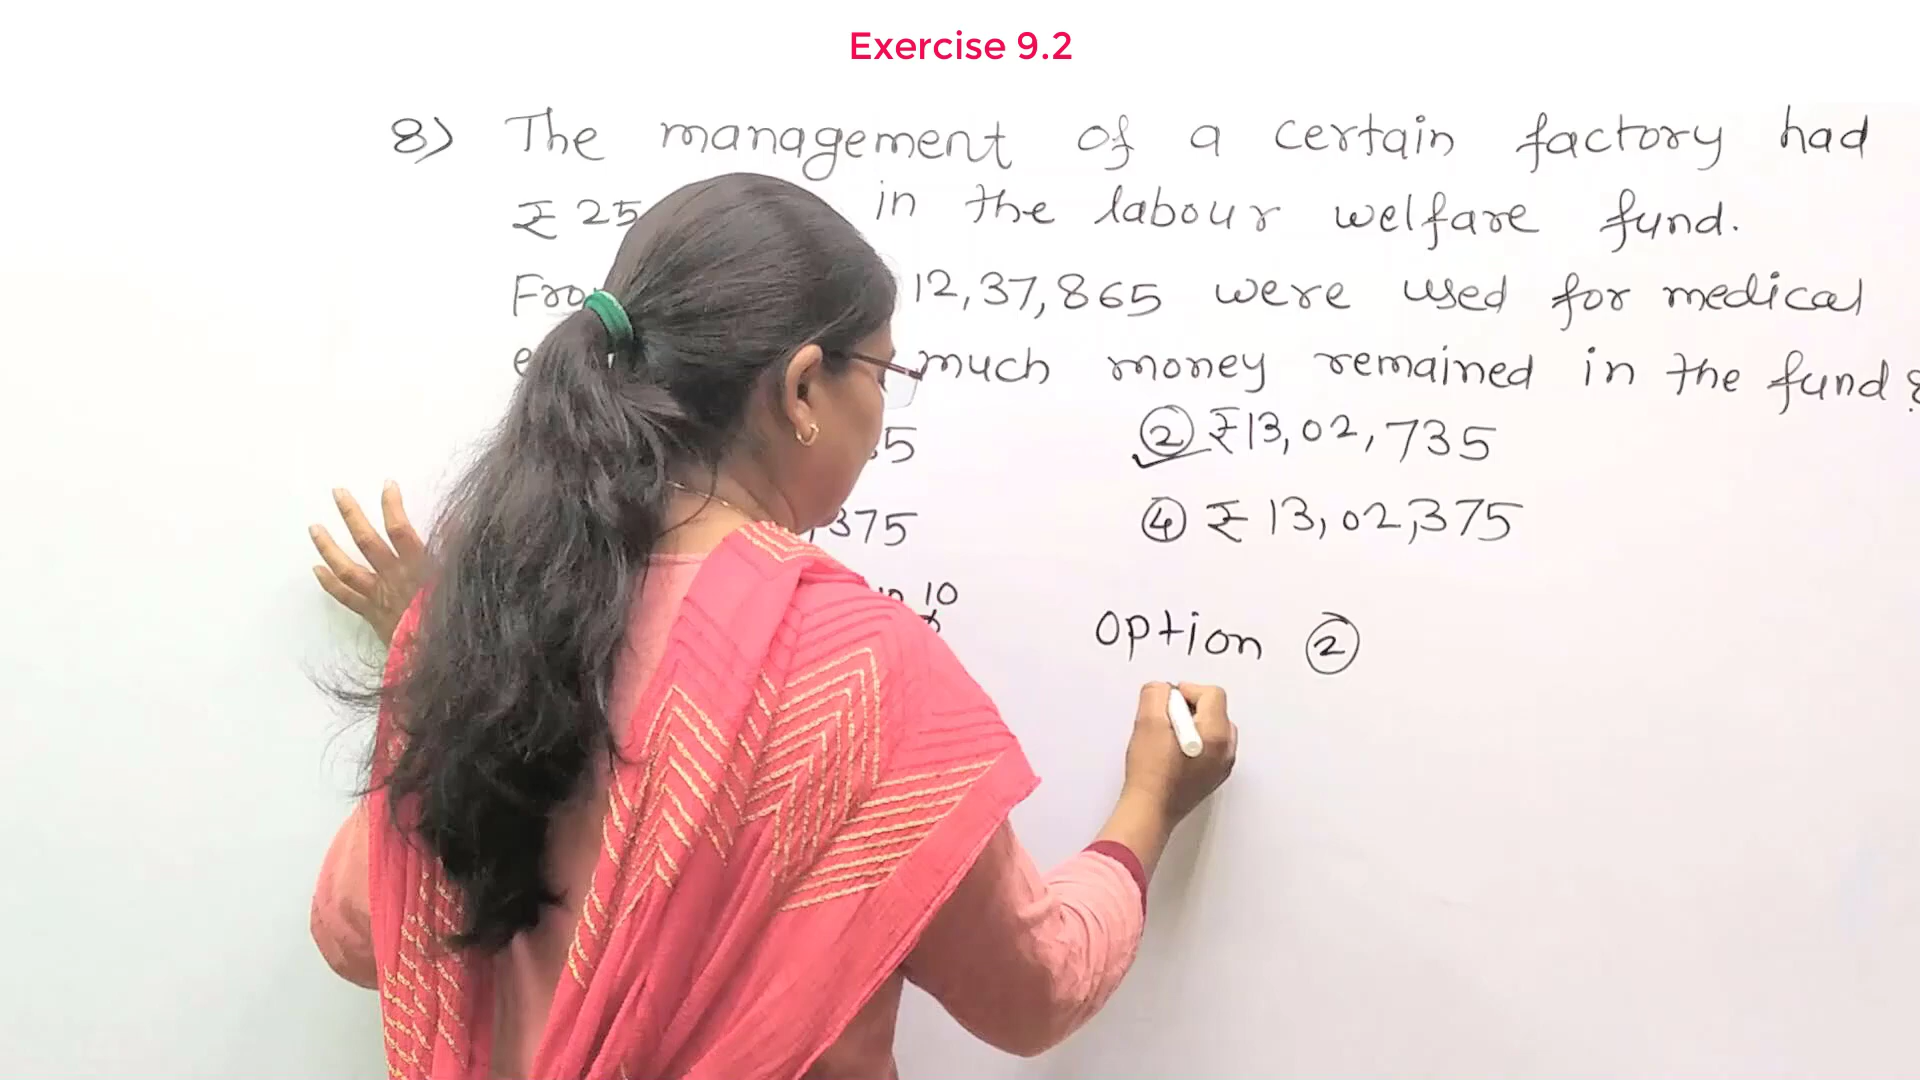 Exercise 9.2
8) The management of a certain factory had
₹ 25 in the labour welfare fund.
12,37,865 were used for medical
much money remained in the fund?
5 ② ₹13,02,735
375 ④ ₹ 13,02,375
10
option ②